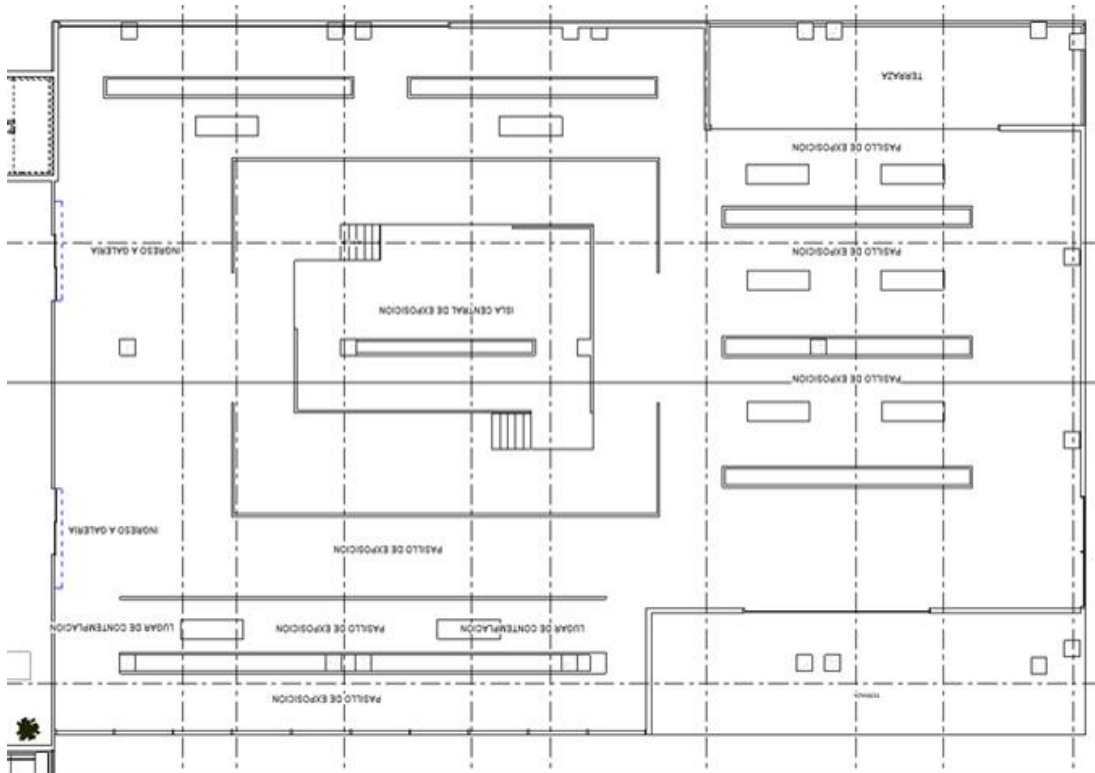 TERRAZA
PASILLO DE EXPOSICION
INGRESO A GALERIA
PASILLO DE EXPOSICION
ISLA CENTRAL DE EXPOSICION
PASILLO DE EXPOSICION
INGRESO A GALERIA
PASILLO DE EXPOSICION
LUGAR DE CONTEMPLACION
PASILLO DE EXPOSICION
LUGAR DE CONTEMPLACION
PASILLO DE EXPOSICION
TERRAZA